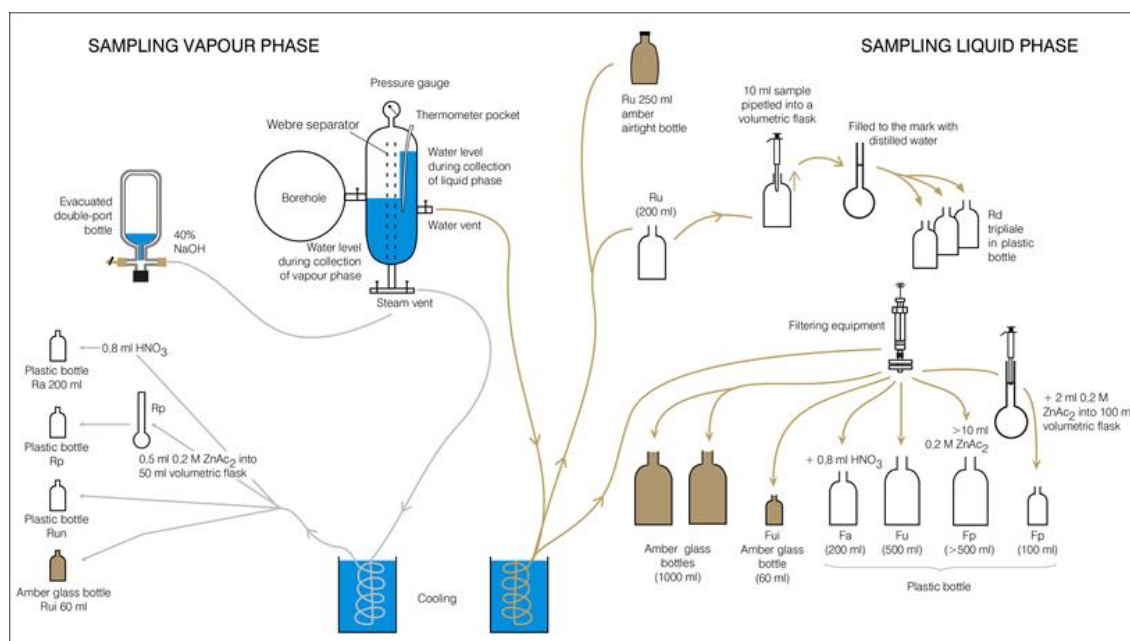 SAMPLING VAPOUR PHASE
SAMPLING LIQUID PHASE
Pressure gauge
Thermometer pocket
Webre separator
Water level
during collection
of liquid phase
Borehole
Water vent
Water level
during collection
of vapour phase
Steam vent
Evacuated
double-port
bottle
40%
NaOH
0,8 ml HNO3
Plastic bottle
Ra 200 ml
Rp
Plastic bottle
Rp
0,5 ml 0,2 M ZnAc2 into
50 ml volumetric flask
Plastic bottle
Run
Amber glass bottle
Rui 60 ml
Cooling
Ru 250 ml
amber
airtight bottle
Ru
(200 ml)
10 ml sample
pipetled into a
volumetric flask
Filled to the mark with
distilled water
Rd
tripliale
in plastic
bottle
Filtering equipment
+ 2 ml 0,2 M
ZnAc2 into 100 m
volumetric flask
>10 ml
0,2 M ZnAc2
+ 0,8 ml HNO3
Amber glass
bottles
(1000 ml)
Fui
Amber glass
bottle
(60 ml)
Fa
(200 ml)
Fu
(500 ml)
Fp
(>500 ml)
Fp
(100 ml)
Plastic bottle